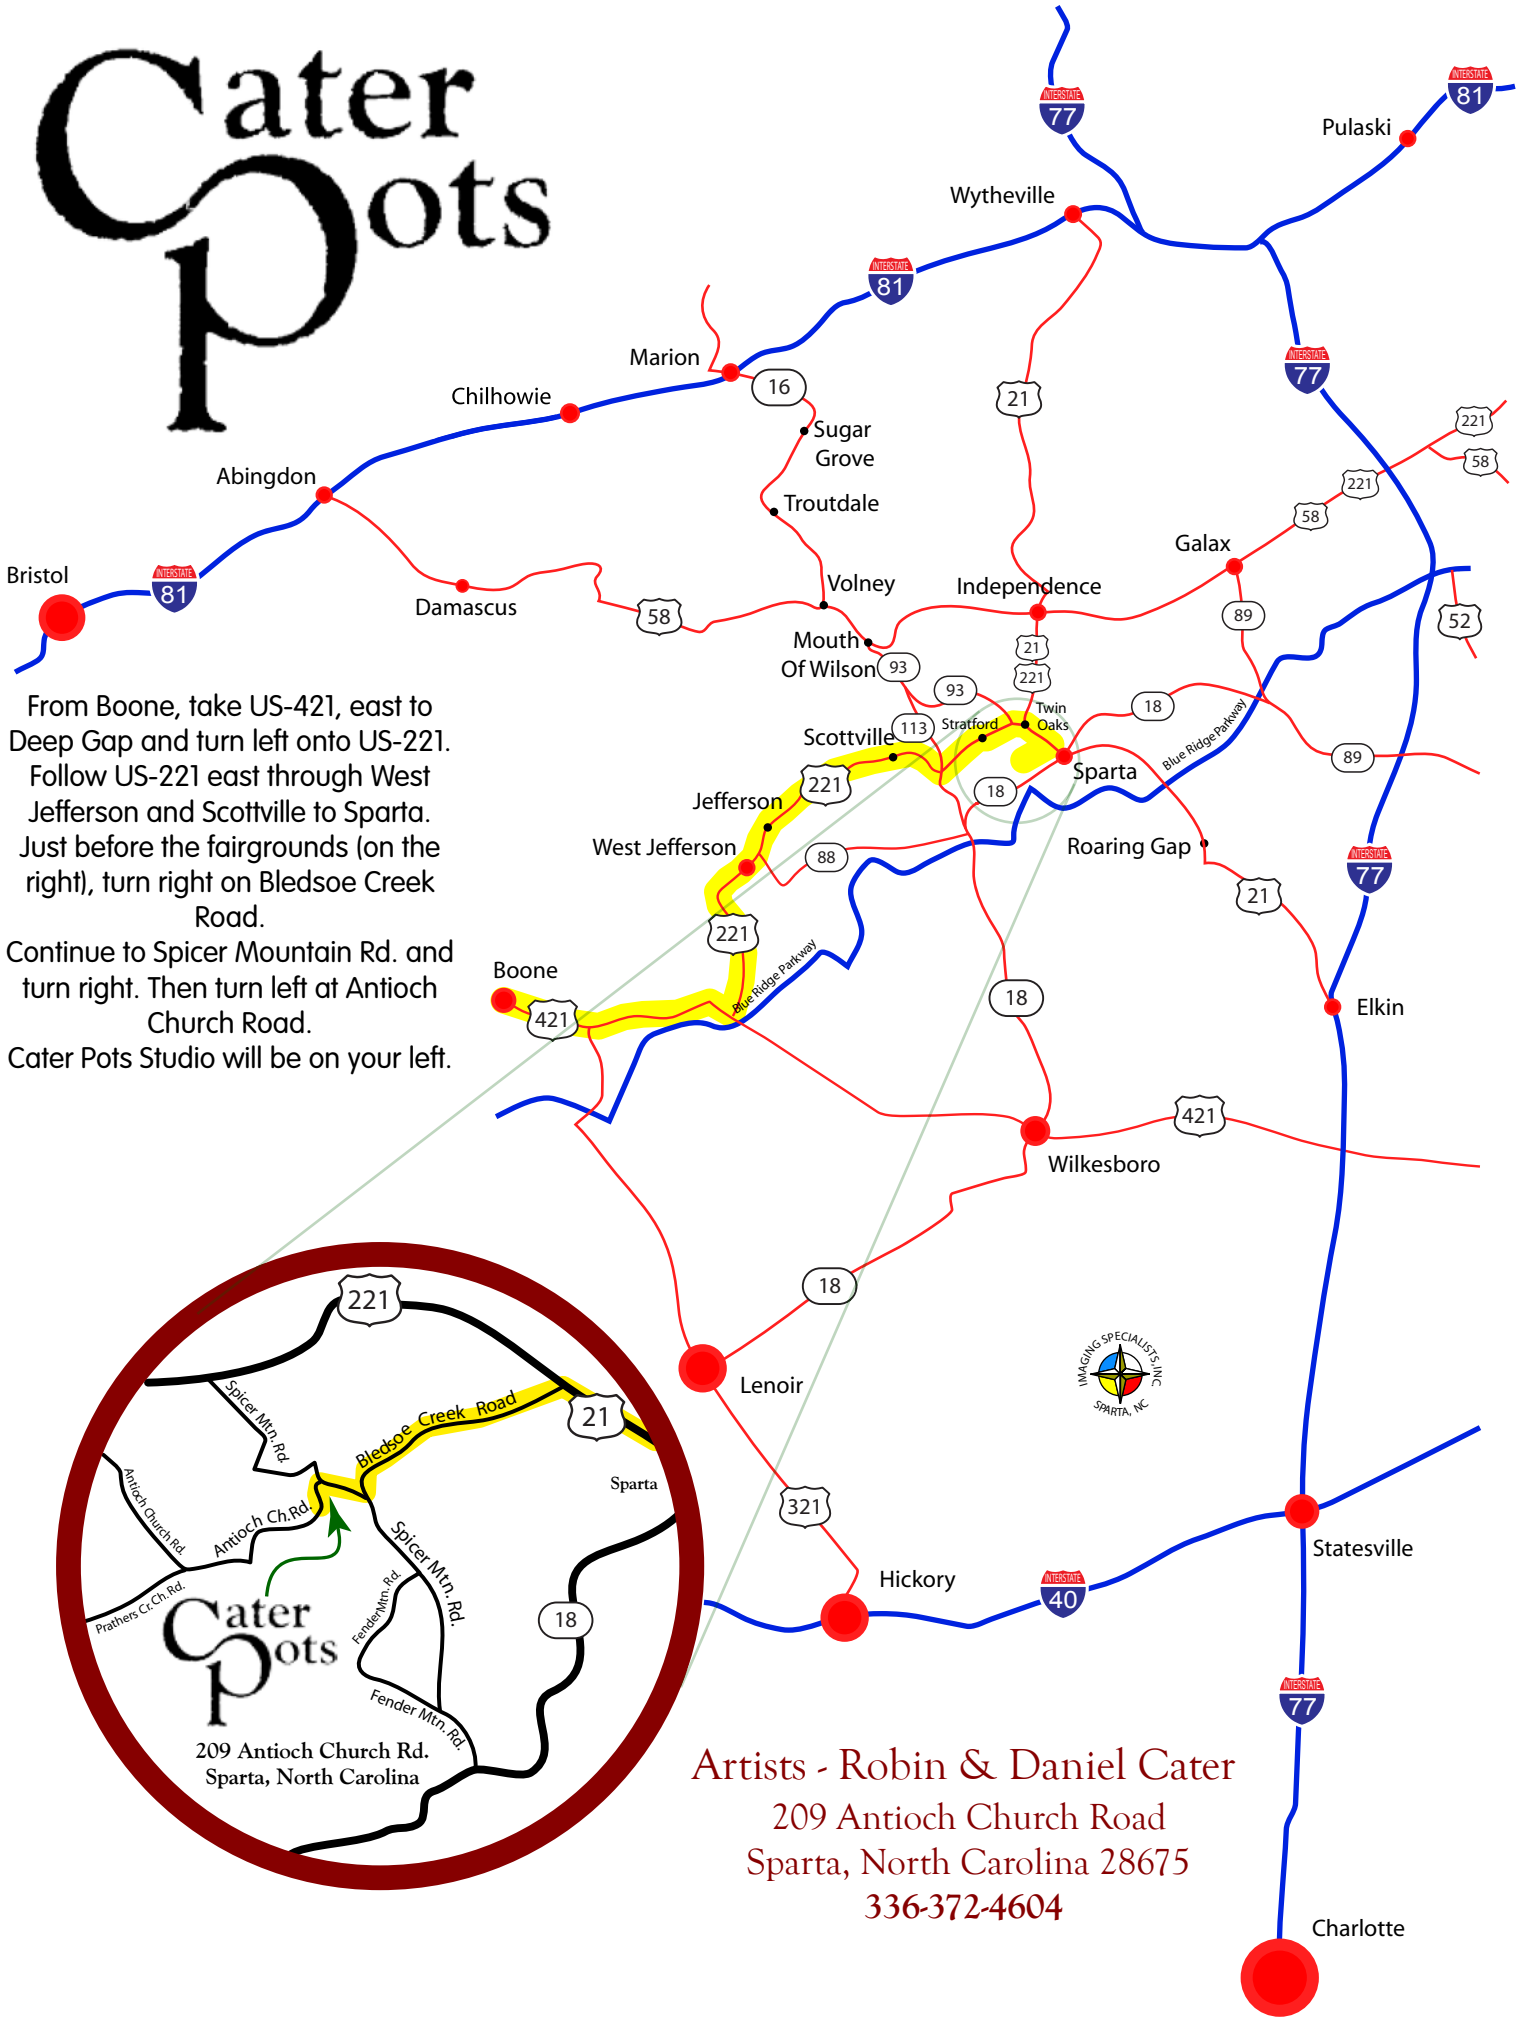 Cater
Pots
INTERSTATE
77
INTERSTATE
81
Pulaski
Wytheville
INTERSTATE
81
Marion
16
Chilhowie
21
INTERSTATE
77
221
58
Sugar
Grove
Abingdon
221
Troutdale
58
Galax
Bristol
INTERSTATE
81
Damascus
58
Volney
Independence
89
52
Mouth
Of Wilson
93
21
221
93
18
113
Stratford
Twin
Oaks
Scottville
Blue Ridge Parkway
89
Sparta
221
18
Jefferson
West Jefferson
88
Roaring Gap
INTERSTATE
77
21
221
Blue Ridge Parkway
Boone
421
18
Elkin
From Boone, take US-421, east to
Deep Gap and turn left onto US-221.
Follow US-221 east through West
Jefferson and Scottville to Sparta.
Just before the fairgrounds (on the
right), turn right on Bledsoe Creek
Road.
Continue to Spicer Mountain Rd. and
turn right. Then turn left at Antioch
Church Road.
Cater Pots Studio will be on your left.
421
Wilkesboro
18
Lenoir
IMAGING SPECIALISTS, INC
SPARTA, NC
321
Hickory
INTERSTATE
40
Statesville
INTERSTATE
77
Charlotte
221
21
Spicer Mtn. Rd.
Bledsoe Creek Road
Sparta
Antioch Church Rd.
Antioch Ch.Rd.
Spicer Mtn. Rd.
Prathers Cr.Ch.Rd.
FenderMtn. Rd.
18
Cater
Pots
Fender Mtn. Rd.
209 Antioch Church Rd.
Sparta, North Carolina
Artists - Robin & Daniel Cater
209 Antioch Church Road
Sparta, North Carolina 28675
336-372-4604